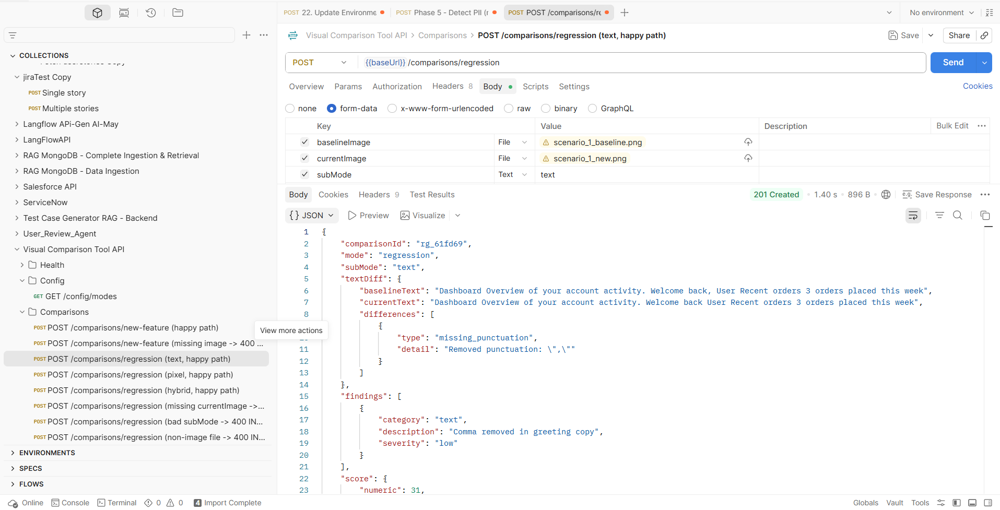 POST 22. Update Environme
POST Phase 5 - Detect PII (r
POST POST /comparisons/re
No environment
HTTP Visual Comparison Tool API > Comparisons > POST /comparisons/regression (text, happy path)
Save
Share
COLLECTIONS
jiraTest Copy
POST Single story
POST Multiple stories
Langflow APi-Gen AI-May
LangFlowAPI
RAG MongoDB - Complete Ingestion & Retrieval
RAG MongoDB - Data Ingestion
Salesforce API
ServiceNow
Test Case Generator RAG - Backend
User_Review_Agent
Visual Comparison Tool API
Health
Config
GET GET /config/modes
Comparisons
POST POST /comparisons/new-feature (happy path)
POST POST /comparisons/new-feature (missing image -> 400 ...
POST POST /comparisons/regression (text, happy path)
POST POST /comparisons/regression (pixel, happy path)
POST POST /comparisons/regression (hybrid, happy path)
POST POST /comparisons/regression (missing currentImage ->...
POST POST /comparisons/regression (bad subMode -> 400 IN...
POST POST /comparisons/regression (non-image file -> 400 IN...
ENVIRONMENTS
SPECS
FLOWS
View more actions
POST {{baseUrl}} /comparisons/regression
Send
Overview Params Authorization Headers 8 Body Scripts Settings
Cookies
none form-data x-www-form-urlencoded raw binary GraphQL
Key Value Description Bulk Edit
baselineImage File scenario_1_baseline.png
currentImage File scenario_1_new.png
subMode Text text
Body Cookies Headers 9 Test Results
201 Created 1.40 s 896 B e.g. Save Response
{} JSON Preview Visualize
1 {
2 "comparisonId": "rg_61fd69",
3 "mode": "regression",
4 "subMode": "text",
5 "textDiff": {
6 "baselineText": "Dashboard Overview of your account activity. Welcome back, User Recent orders 3 orders placed this week",
7 "currentText": "Dashboard Overview of your account activity. Welcome back User Recent orders 3 orders placed this week",
8 "differences": [
{
"type": "missing_punctuation",
11 "detail": "Removed punctuation: \",\""
12 }
13 ]
14 },
15 "findings": [
16 {
17 "category": "text",
18 "description": "Comma removed in greeting copy",
19 "severity": "low"
20 }
21 ],
22 "score": {
23 "numeric": 31,
Online Console Terminal 0 0 4 Import Complete
Globals Vault Tools